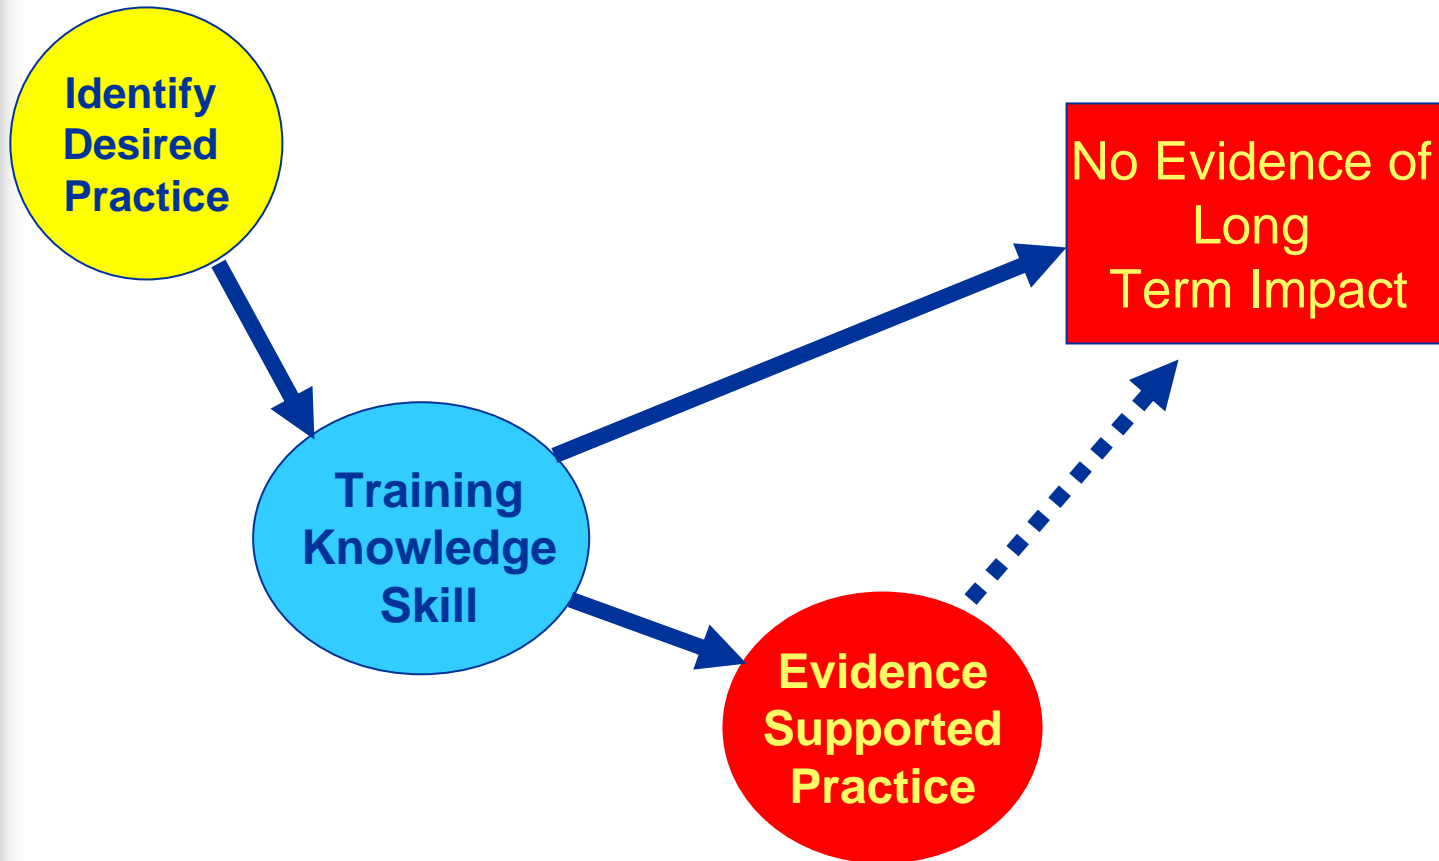 Identify
Desired
Practice
No Evidence of
Long
Term Impact
Training
Knowledge
Skill
Evidence
Supported
Practice